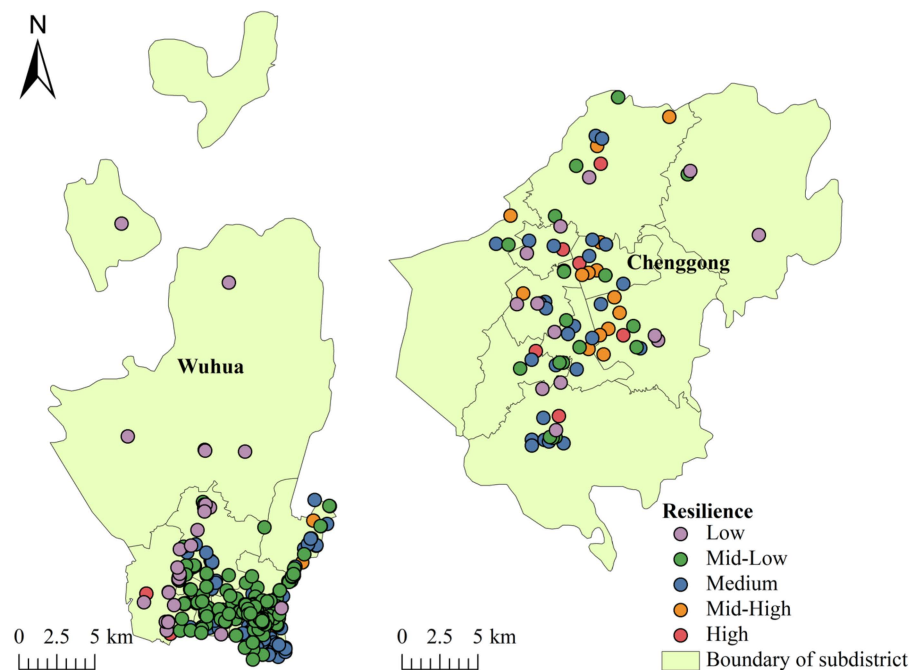 N
Wuhua
Chenggong
Resilience
Low
Mid-Low
Medium
Mid-High
High
Boundary of subdistrict
0 2.5 5 km
0 2.5 5 km